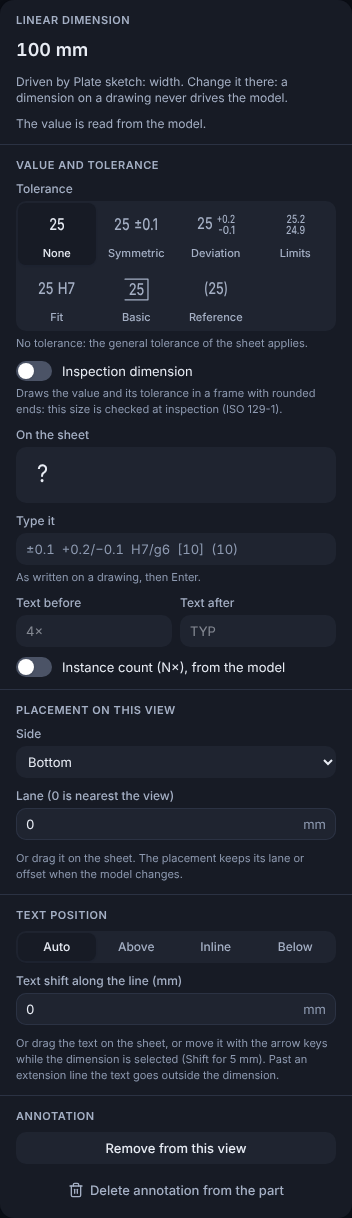 LINEAR DIMENSION
100 mm
Driven by Plate sketch: width. Change it there: a
dimension on a drawing never drives the model.
The value is read from the model.
VALUE AND TOLERANCE
Tolerance
25 25 ±0.1 25 +0.2 -0.1 25.2 24.9
None Symmetric Deviation Limits
25 H7 25 (25)
Fit Basic Reference
No tolerance: the general tolerance of the sheet applies.
Inspection dimension
Draws the value and its tolerance in a frame with rounded
ends: this size is checked at inspection (ISO 129-1).
On the sheet
?
Type it
±0.1 +0.2/−0.1 H7/g6 [10] (10)
As written on a drawing, then Enter.
Text before Text after
4× TYP
Instance count (N×), from the model
PLACEMENT ON THIS VIEW
Side
Bottom
Lane (0 is nearest the view)
0 mm
Or drag it on the sheet. The placement keeps its lane or
offset when the model changes.
TEXT POSITION
Auto Above Inline Below
Text shift along the line (mm)
0 mm
Or drag the text on the sheet, or move it with the arrow keys
while the dimension is selected (Shift for 5 mm). Past an
extension line the text goes outside the dimension.
ANNOTATION
Remove from this view
Delete annotation from the part